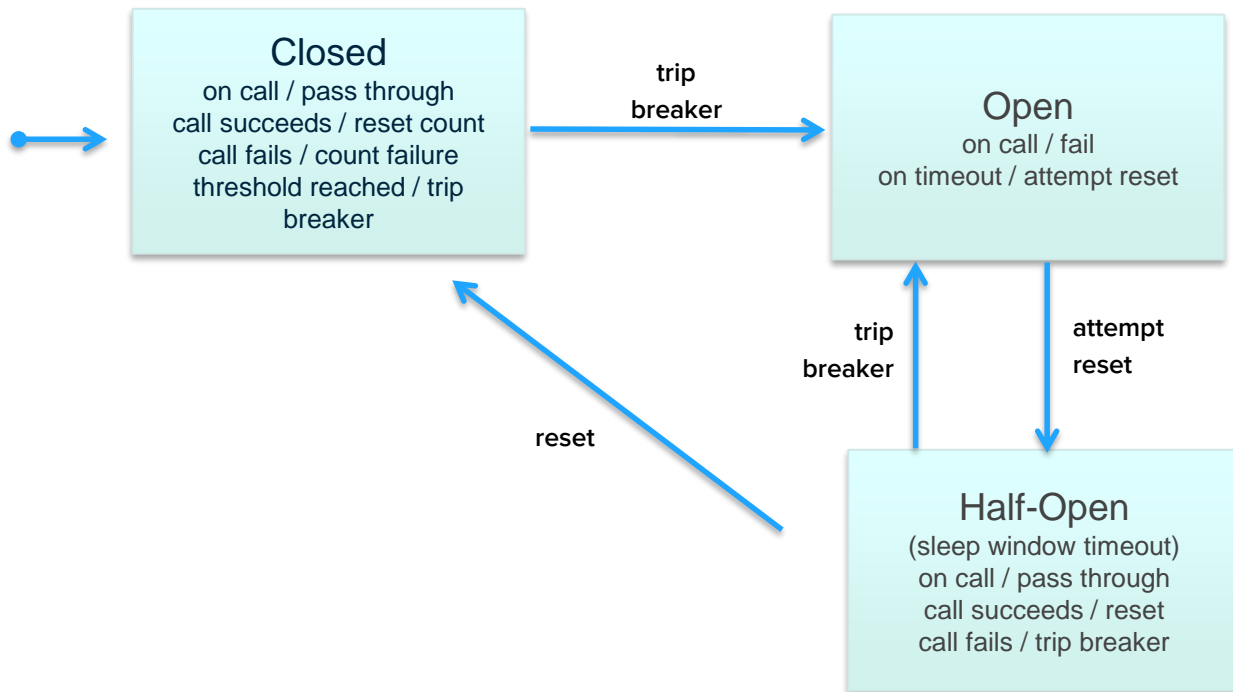 Closed
on call / pass through
call succeeds / reset count
call fails / count failure
threshold reached / trip
breaker
trip
breaker
Open
on call / fail
on timeout / attempt reset
trip
breaker
attempt
reset
reset
Half-Open
(sleep window timeout)
on call / pass through
call succeeds / reset
call fails / trip breaker